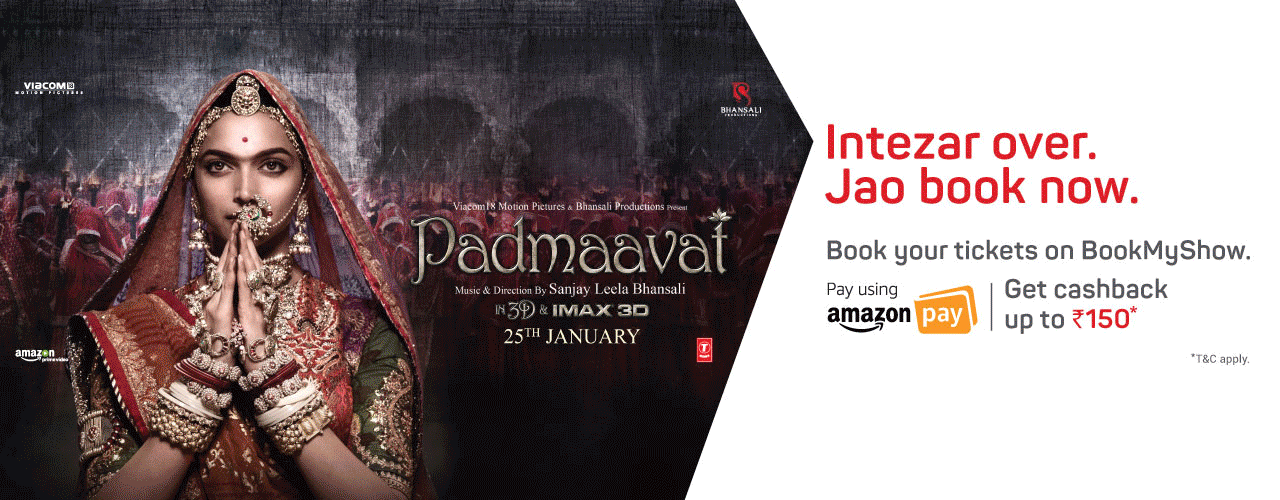 VIACOM18
MOTION PICTURES
BHANSALI
PRODUCTIONS
Viacom18 Motion Pictures & Bhansali Productions Present
Padmaavat
Music & Direction By Sanjay Leela Bhansali
IN 3D & IMAX 3D
25TH JANUARY
amazon
primevideo
T
Intezar over.
Jao book now.
Book your tickets on BookMyShow.
Pay using
amazon pay
Get cashback
up to ₹150*
*T&C apply.